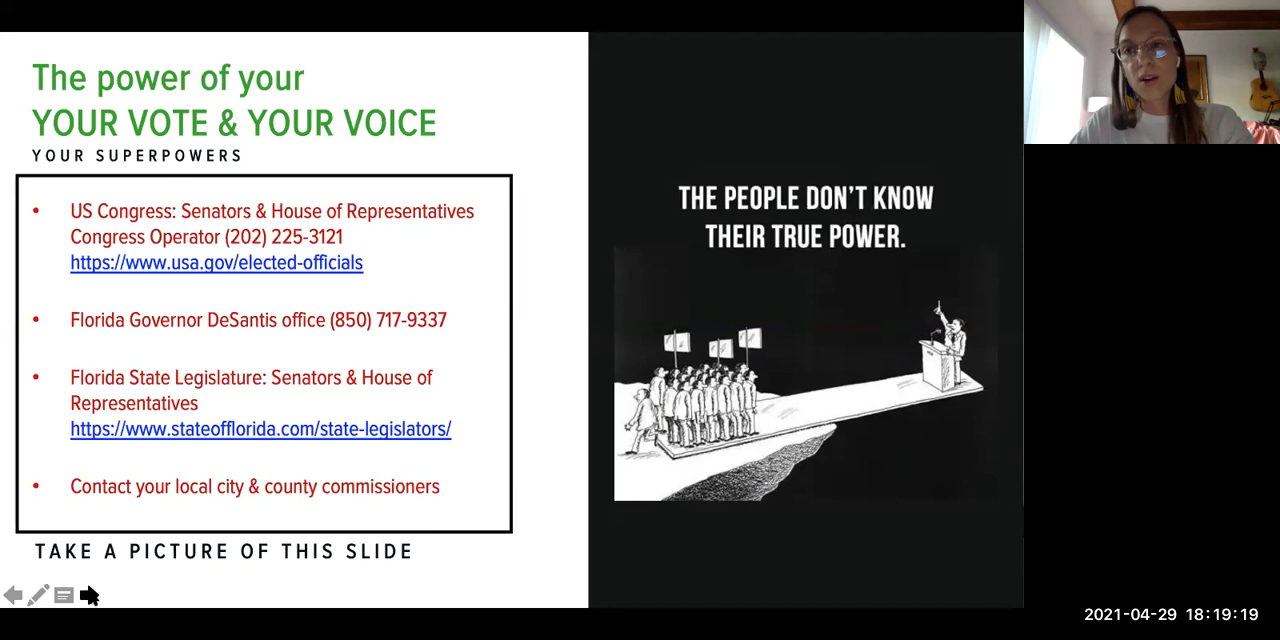 The power of your
YOUR VOTE & YOUR VOICE
YOUR SUPERPOWERS
• US Congress: Senators & House of Representatives
Congress Operator (202) 225-3121
https://www.usa.gov/elected-officials
• Florida Governor DeSantis office (850) 717-9337
• Florida State Legislature: Senators & House of
Representatives
https://www.stateofflorida.com/state-legislators/
• Contact your local city & county commissioners
TAKE A PICTURE OF THIS SLIDE
THE PEOPLE DON'T KNOW
THEIR TRUE POWER.
2021-04-29 18:19:19